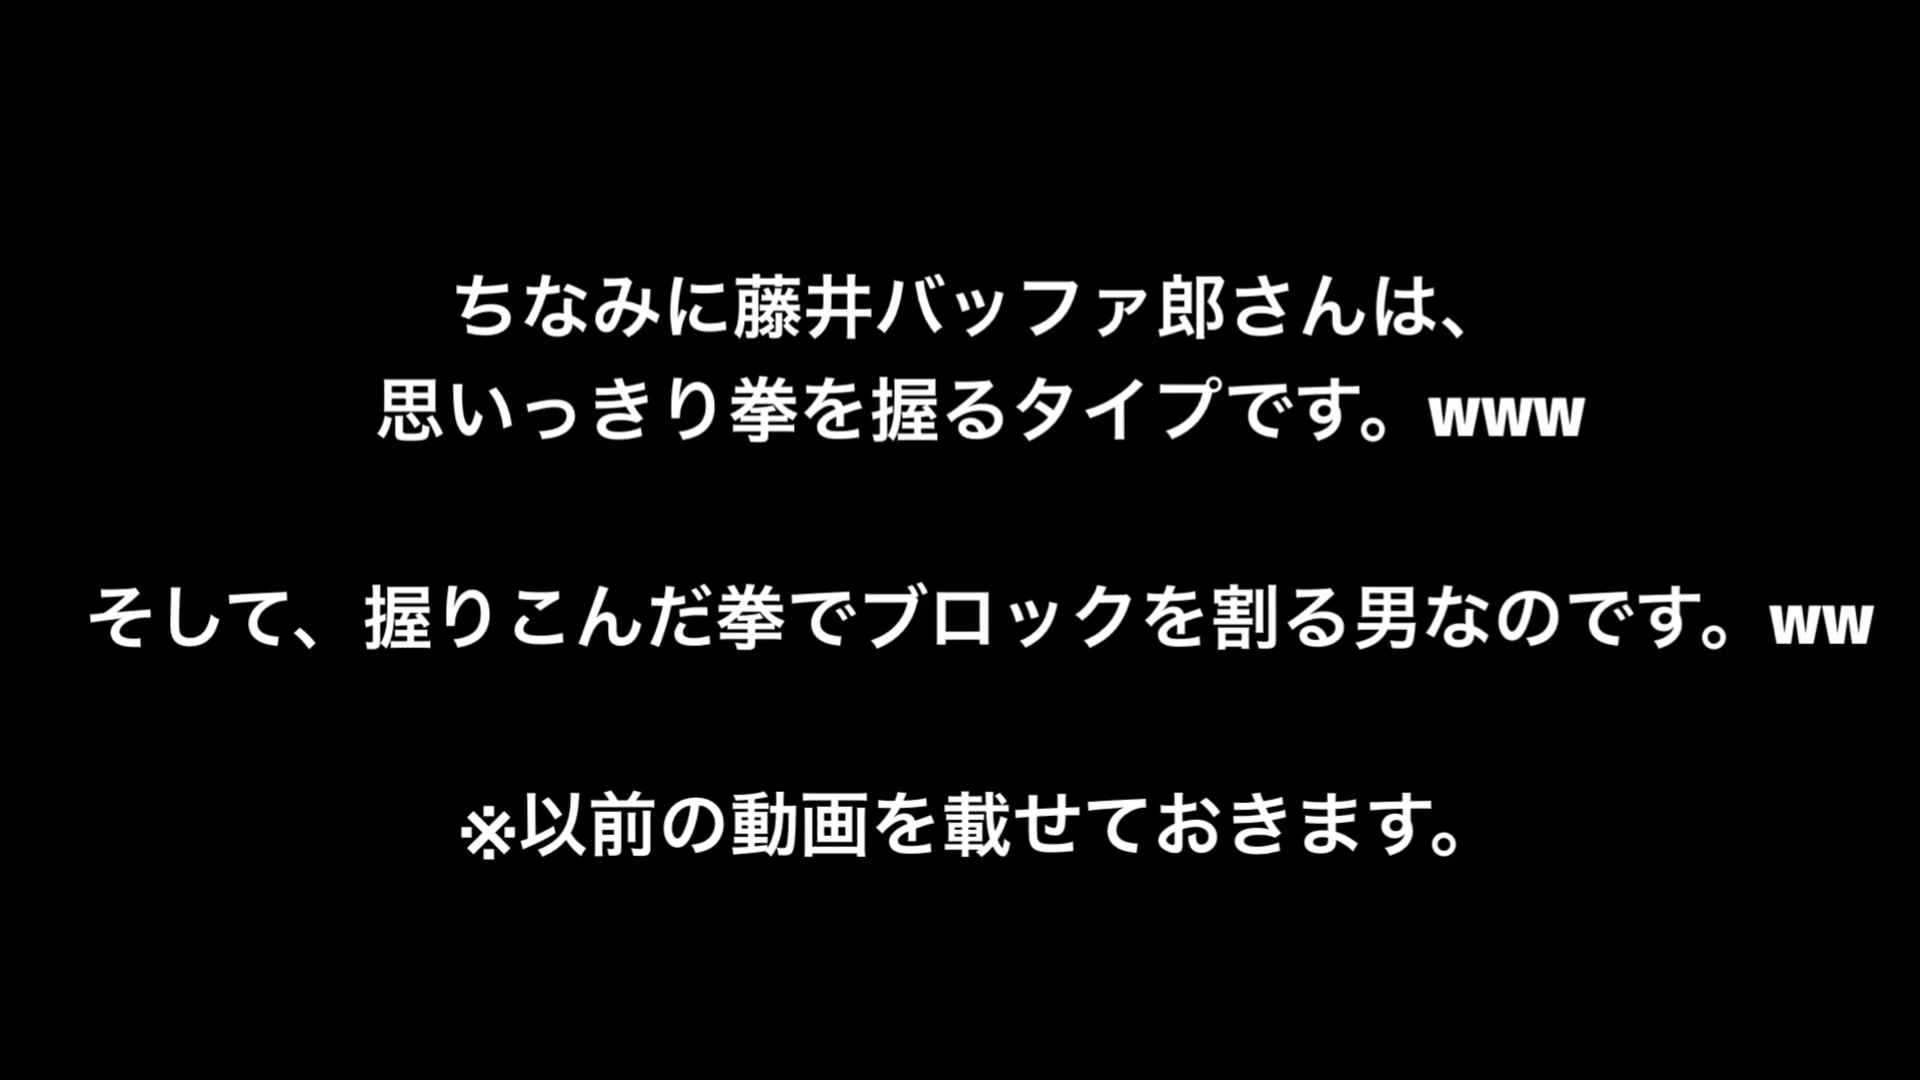 ちなみに藤井バッファ郎さんは、
思いっきり拳を握るタイプです。www
そして、握りこんだ拳でブロックを割る男なのです。ww
※以前の動画を載せておきます。